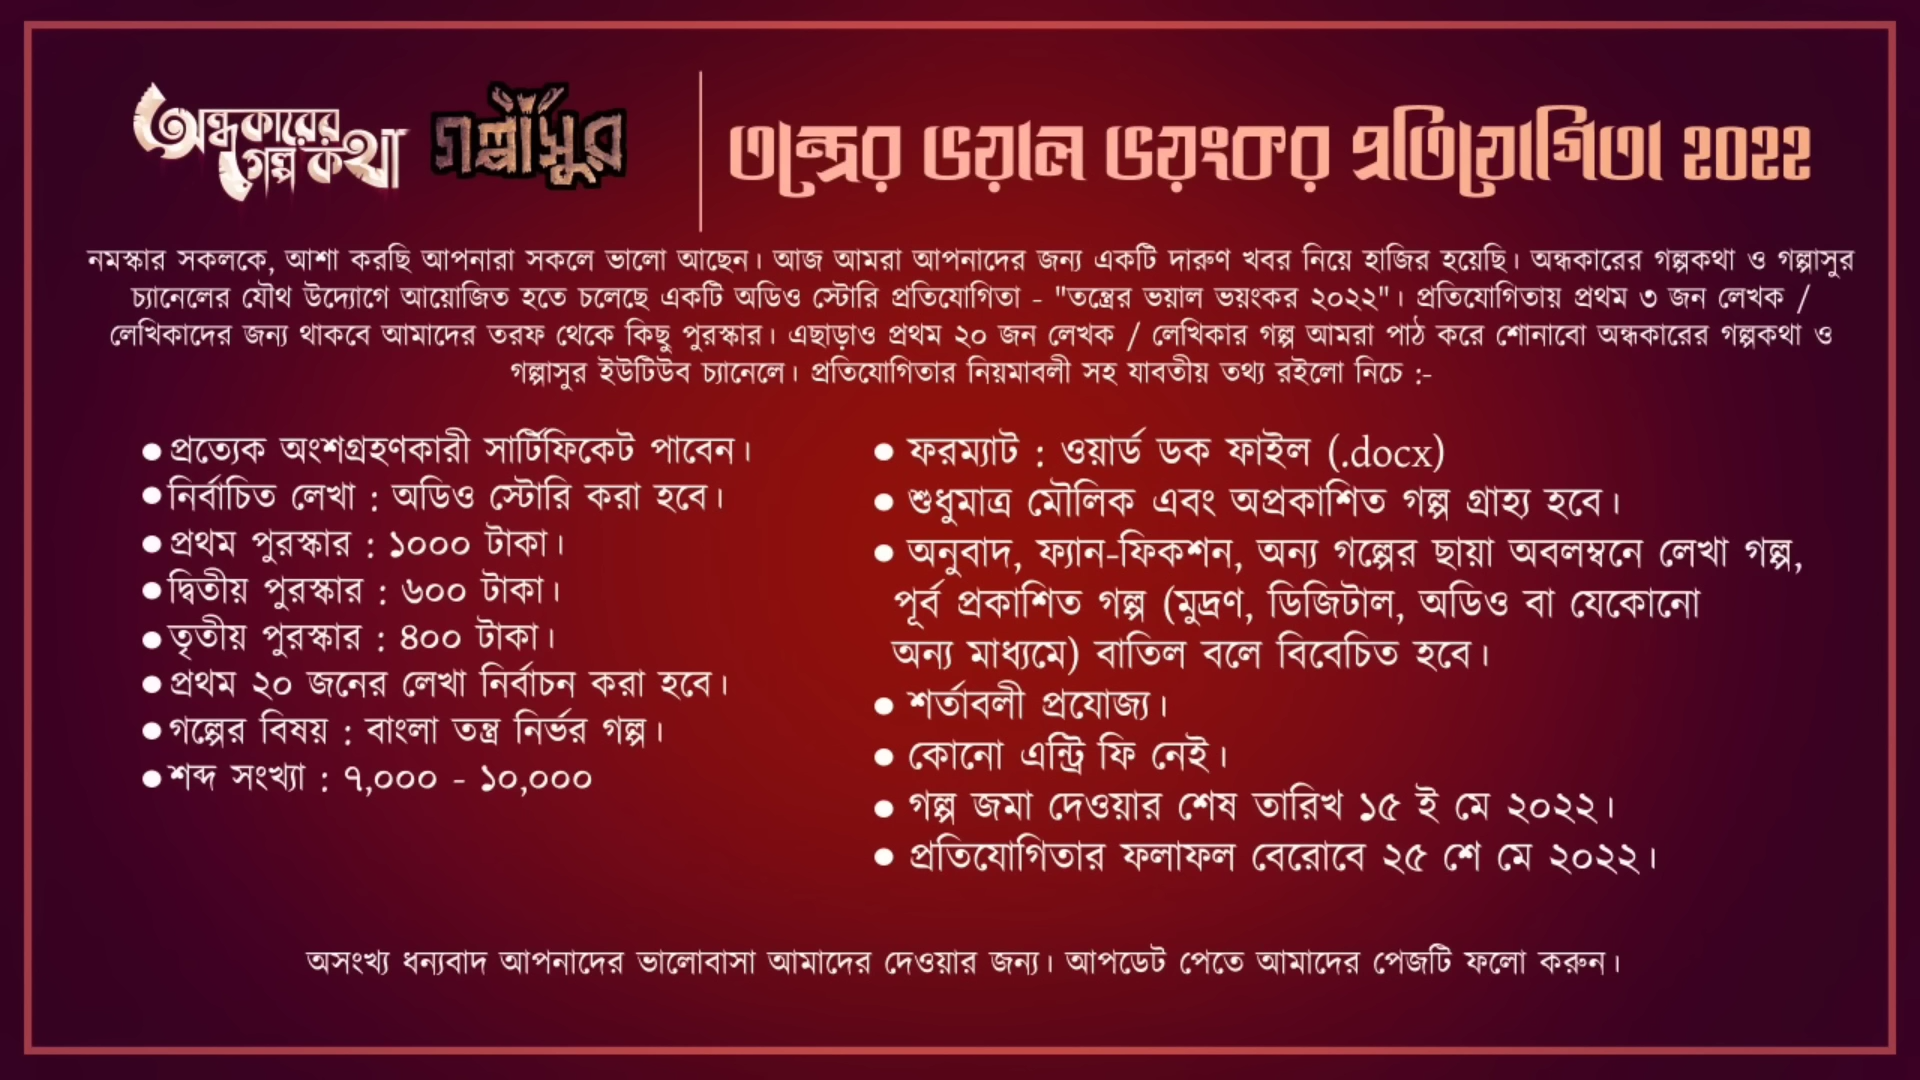 অন্ধকারের
গল্প কথা
গল্পাসুর
তন্ত্রের ভয়াল ভয়ংকর প্রতিযোগিতা ২০২২
নমস্কার সকলকে, আশা করছি আপনারা সকলে ভালো আছেন। আজ আমরা আপনাদের জন্য একটি দারুণ খবর নিয়ে হাজির হয়েছি। অন্ধকারের গল্পকথা ও গল্পাসুর
চ্যানেলের যৌথ উদ্যোগে আয়োজিত হতে চলেছে একটি অডিও স্টোরি প্রতিযোগিতা - "তন্ত্রের ভয়াল ভয়ংকর ২০২২"। প্রতিযোগিতায় প্রথম ৩ জন লেখক /
লেখিকাদের জন্য থাকবে আমাদের তরফ থেকে কিছু পুরস্কার। এছাড়াও প্রথম ২০ জন লেখক / লেখিকার গল্প আমরা পাঠ করে শোনাবো অন্ধকারের গল্পকথা ও
গল্পাসুর ইউটিউব চ্যানেলে। প্রতিযোগিতার নিয়মাবলী সহ যাবতীয় তথ্য রইলো নিচে :-
● প্রত্যেক অংশগ্রহণকারী সার্টিফিকেট পাবেন।
● নির্বাচিত লেখা : অডিও স্টোরি করা হবে।
● প্রথম পুরস্কার : ১০০০ টাকা।
● দ্বিতীয় পুরস্কার : ৬০০ টাকা।
● তৃতীয় পুরস্কার : ৪০০ টাকা।
● প্রথম ২০ জনের লেখা নির্বাচন করা হবে।
● গল্পের বিষয় : বাংলা তন্ত্র নির্ভর গল্প।
● শব্দ সংখ্যা : ৭,০০০ - ১০,০০০
● ফরম্যাট : ওয়ার্ড ডক ফাইল (.docx)
● শুধুমাত্র মৌলিক এবং অপ্রকাশিত গল্প গ্রাহ্য হবে।
● অনুবাদ, ফ্যান-ফিকশন, অন্য গল্পের ছায়া অবলম্বনে লেখা গল্প,
পূর্ব প্রকাশিত গল্প (মুদ্রণ, ডিজিটাল, অডিও বা যেকোনো
অন্য মাধ্যমে) বাতিল বলে বিবেচিত হবে।
● শর্তাবলী প্রযোজ্য।
● কোনো এন্ট্রি ফি নেই।
● গল্প জমা দেওয়ার শেষ তারিখ ১৫ ই মে ২০২২।
● প্রতিযোগিতার ফলাফল বেরোবে ২৫ শে মে ২০২২।
অসংখ্য ধন্যবাদ আপনাদের ভালোবাসা আমাদের দেওয়ার জন্য। আপডেট পেতে আমাদের পেজটি ফলো করুন।